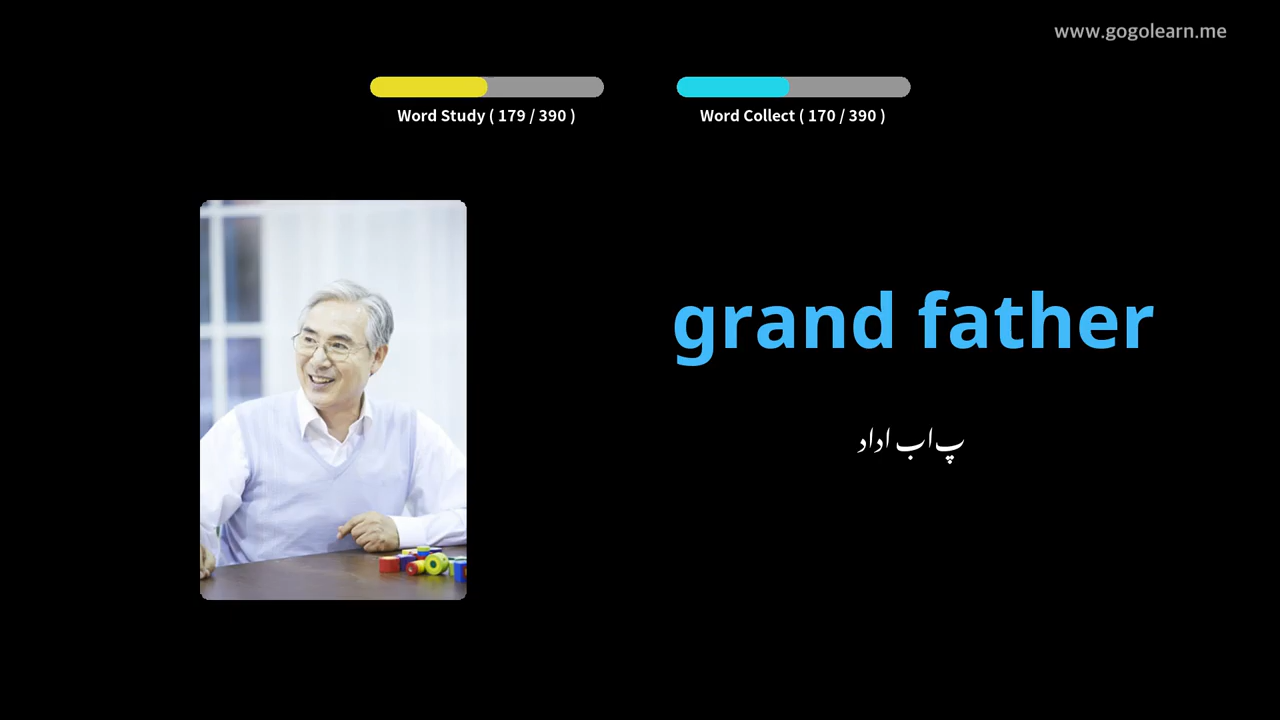 www.gogolearn.me
Word Study ( 179 / 390 )
Word Collect ( 170 / 390 )
grand father
پ‌اب اداد